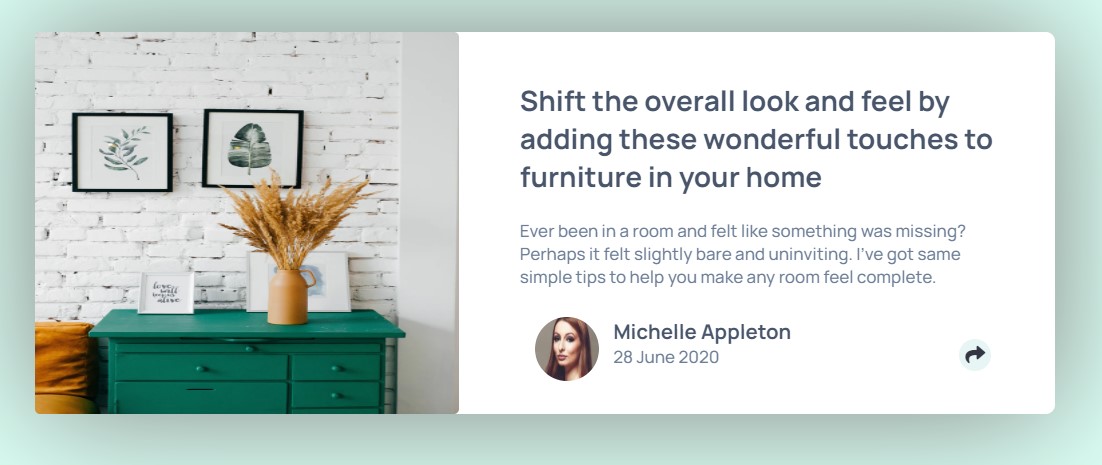 Shift the overall look and feel by
adding these wonderful touches to
furniture in your home
Ever been in a room and felt like something was missing?
Perhaps it felt slightly bare and uninviting. I've got same
simple tips to help you make any room feel complete.
love
will
Michelle Appleton
28 June 2020